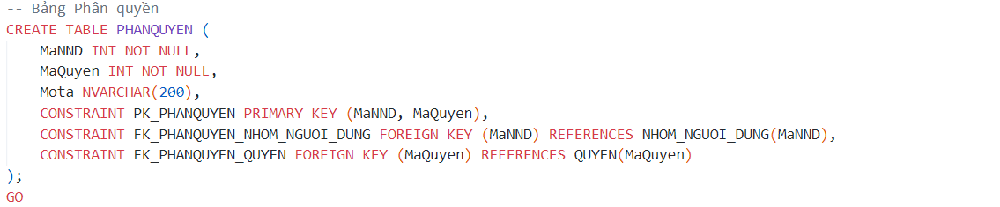 -- Bảng Phân quyền
CREATE TABLE PHANQUYEN (
    MaNND INT NOT NULL,
    MaQuyen INT NOT NULL,
    Mota NVARCHAR(200),
    CONSTRAINT PK_PHANQUYEN PRIMARY KEY (MaNND, MaQuyen),
    CONSTRAINT FK_PHANQUYEN_NHOM_NGUOI_DUNG FOREIGN KEY (MaNND) REFERENCES NHOM_NGUOI_DUNG(MaNND),
    CONSTRAINT FK_PHANQUYEN_QUYEN FOREIGN KEY (MaQuyen) REFERENCES QUYEN(MaQuyen)
);
GO